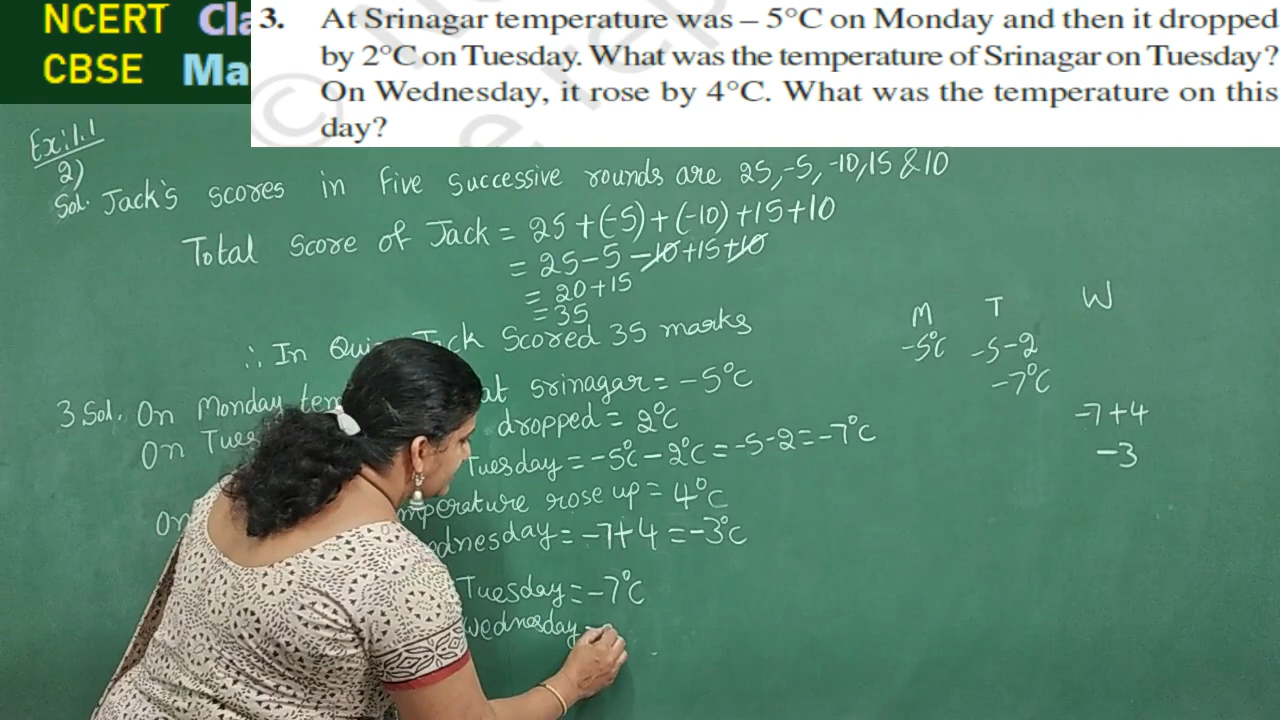 NCERT Cla
CBSE Ma
3. At Srinagar temperature was – 5°C on Monday and then it dropped
by 2°C on Tuesday. What was the temperature of Srinagar on Tuesday?
On Wednesday, it rose by 4°C. What was the temperature on this
day?
Ex:1.1
2)
Sol. Jack's scores in five successive rounds are 25,-5,-10,15 & 10
Total Score of Jack = 25+(-5)+(-10)+15+10
= 25-5-10+15+10
= 20+15
= 35
∴ In Jack Scored 35 marks
M T W
-5°C -5-2
-7°C
-7+4
-3
3 Sol. On Monday at srinagar = -5°C
On dropped = 2°C
Tuesday = -5°C-2°C=-5-2=-7°C
On rose up = 4°C
= -7+4 = -3°C
Tuesday = -7°C
Wednesday =